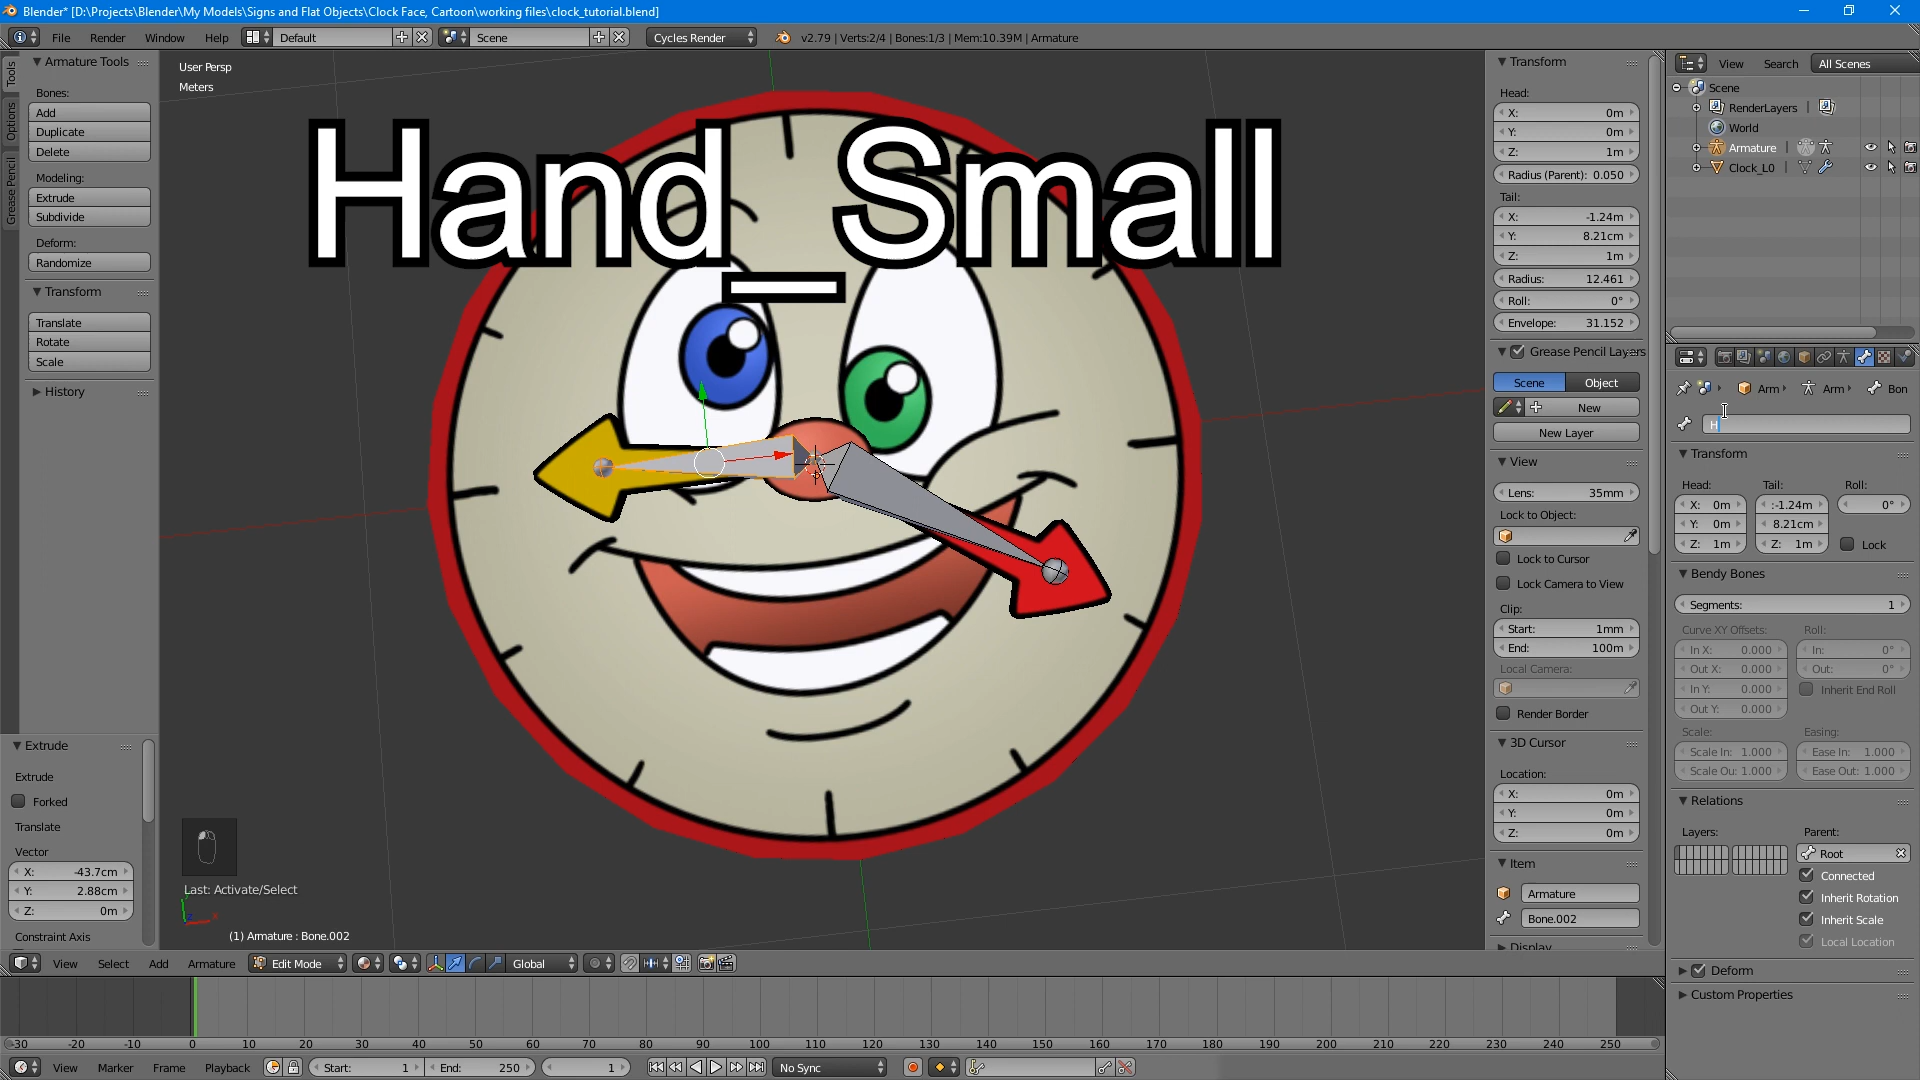 Blender* [D:\Projects\Blender\My Models\Signs and Flat Objects\Clock Face, Cartoon\working files\clock_tutorial.blend]
File Render Window Help Default Scene Cycles Render v2.79 | Verts:2/4 | Bones:1/3 | Mem:10.39M | Armature
Tools
Options
Grease Pencil
Armature Tools
Bones:
Add
Duplicate
Delete
Modeling:
Extrude
Subdivide
Deform:
Randomize
Transform
Translate
Rotate
Scale
History
Extrude
Extrude
Forked
Translate
Vector
X: -43.7cm
Y: 2.88cm
Z: 0m
Constraint Axis
User Persp
Meters
Hand_Small
Last: Activate/Select
(1) Armature : Bone.002
Transform
Head:
X: 0m
Y: 0m
Z: 1m
Radius (Parent): 0.050
Tail:
X: -1.24m
Y: 8.21cm
Z: 1m
Radius: 12.461
Roll: 0°
Envelope: 31.152
Grease Pencil Layers
Scene Object
New
New Layer
View
Lens: 35mm
Lock to Object:
Lock to Cursor
Lock Camera to View
Clip:
Start: 1mm
End: 100m
Local Camera:
Render Border
3D Cursor
Location:
X: 0m
Y: 0m
Z: 0m
Item
Armature
Bone.002
Display
View Search All Scenes
Scene
RenderLayers
World
Armature
Clock_L0
Arm Arm Bon
H
Transform
Head: Tail: Roll:
X: 0m :-1.24m 0°
Y: 0m 8.21cm
Z: 1m Z: 1m Lock
Bendy Bones
Segments: 1
Curve XY Offsets: Roll:
In X: 0.000 In: 0°
Out X: 0.000 Out: 0°
In Y: 0.000 Inherit End Roll
Out Y: 0.000
Scale: Easing:
Scale In: 1.000 Ease In: 1.000
Scale Ou: 1.000 Ease Out: 1.000
Relations
Layers: Parent:
Root
Connected
Inherit Rotation
Inherit Scale
Local Location
Deform
Custom Properties
View Select Add Armature Edit Mode Global
-30 -20 -10 0 10 20 30 40 50 60 70 80 90 100 110 120 130 140 150 160 170 180 190 200 210 220 230 240 250
View Marker Frame Playback Start: 1 End: 250 1 No Sync